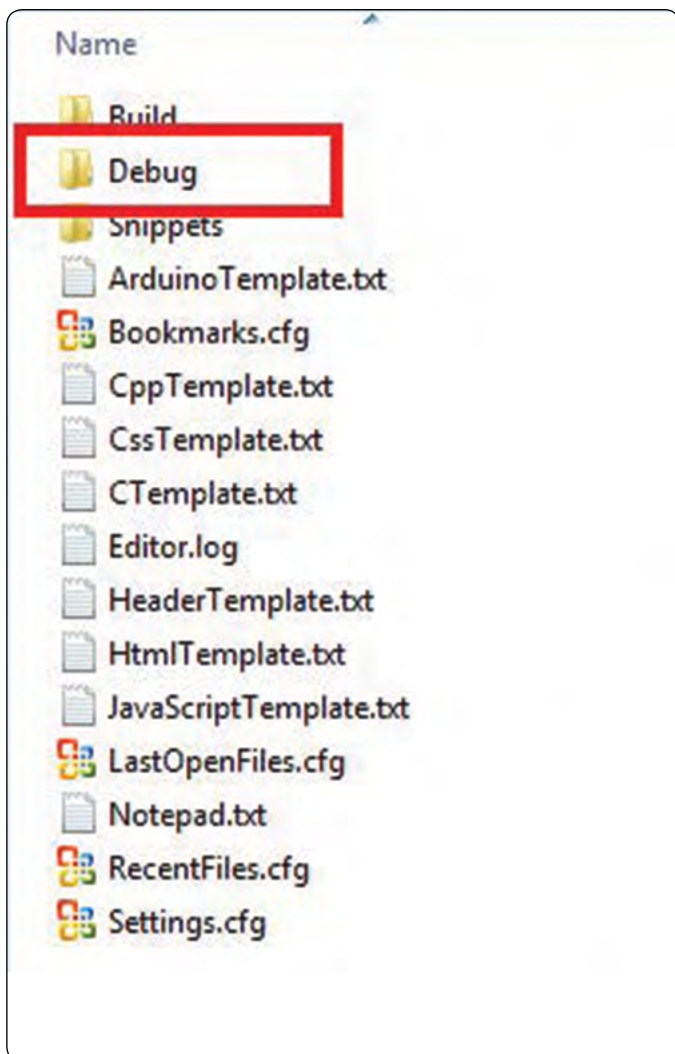 Name
Build
Debug
Snippets
ArduinoTemplate.txt
Bookmarks.cfg
CppTemplate.txt
CssTemplate.txt
CTemplate.txt
Editor.log
HeaderTemplate.txt
HtmlTemplate.txt
JavaScriptTemplate.txt
LastOpenFiles.cfg
Notepad.txt
RecentFiles.cfg
Settings.cfg